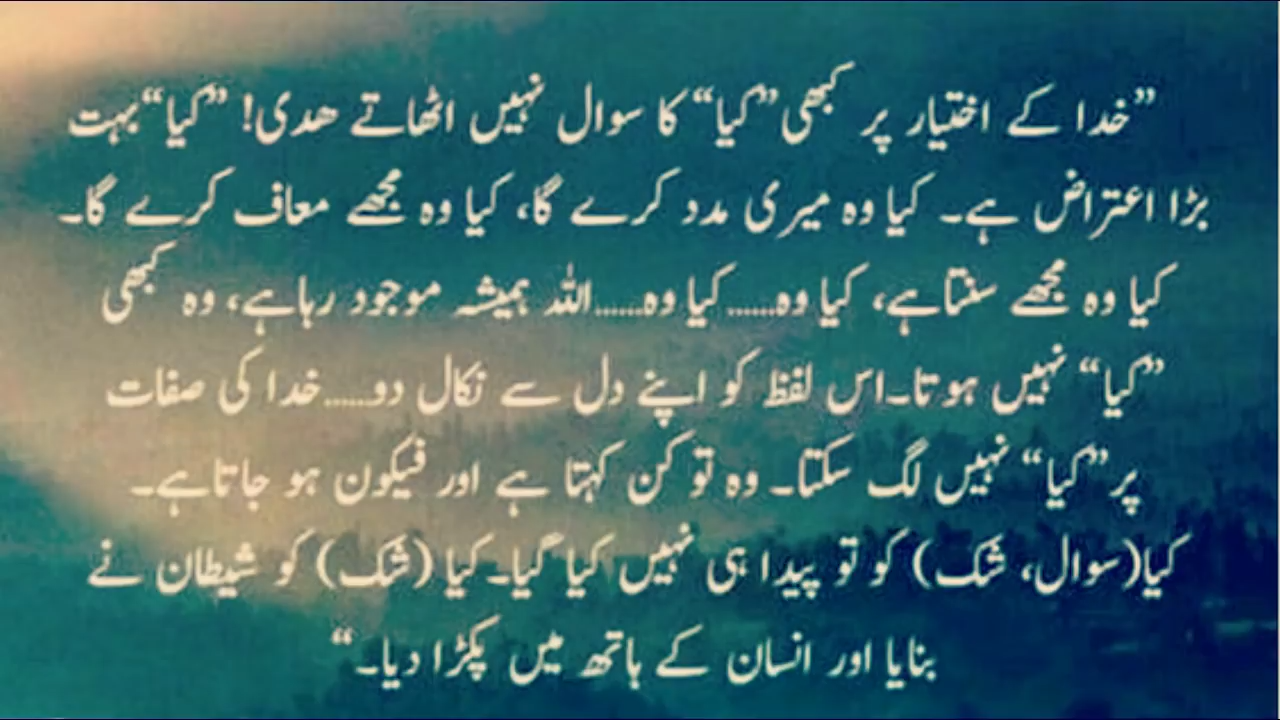 ”خدا کے اختیار پر کبھی ”کیا“ کا سوال نہیں اٹھاتے ھدی! ”کیا“ بہت
بڑا اعتراض ہے۔ کیا وہ میری مدد کرے گا، کیا وہ مجھے معاف کرے گا۔
کیا وہ مجھے سنتا ہے، کیا وہ...... کیا وہ......اللہ ہمیشہ موجود رہا ہے، وہ کبھی
”کیا“ نہیں ہوتا۔ اس لفظ کو اپنے دل سے نکال دو......خدا کی صفات
پر ”کیا“ نہیں لگ سکتا۔ وہ تو کن کہتا ہے اور فیکون ہو جاتا ہے۔
کیا (سوال، شک) کو تو پیدا ہی نہیں کیا گیا۔ کیا (شک) کو شیطان نے
بنایا اور انسان کے ہاتھ میں پکڑا دیا۔“